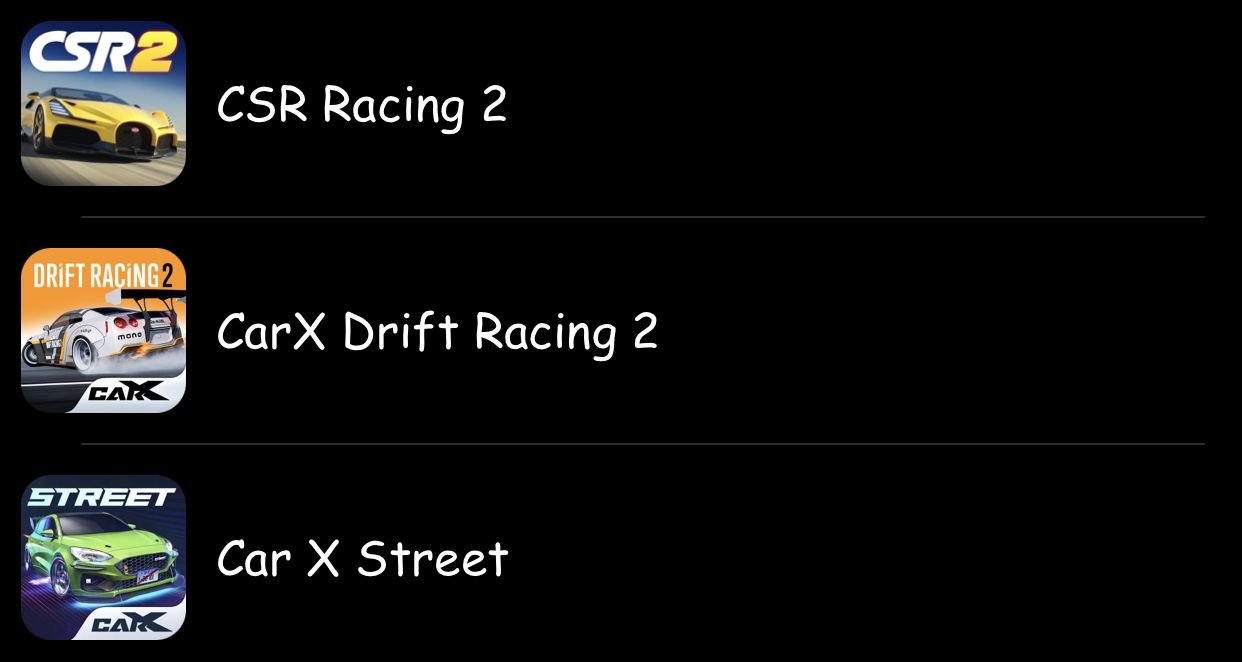 CSR2
CSR Racing 2
DRiFT RACiNG 2
mono
CARX
CarX Drift Racing 2
STREET
CARX
Car X Street